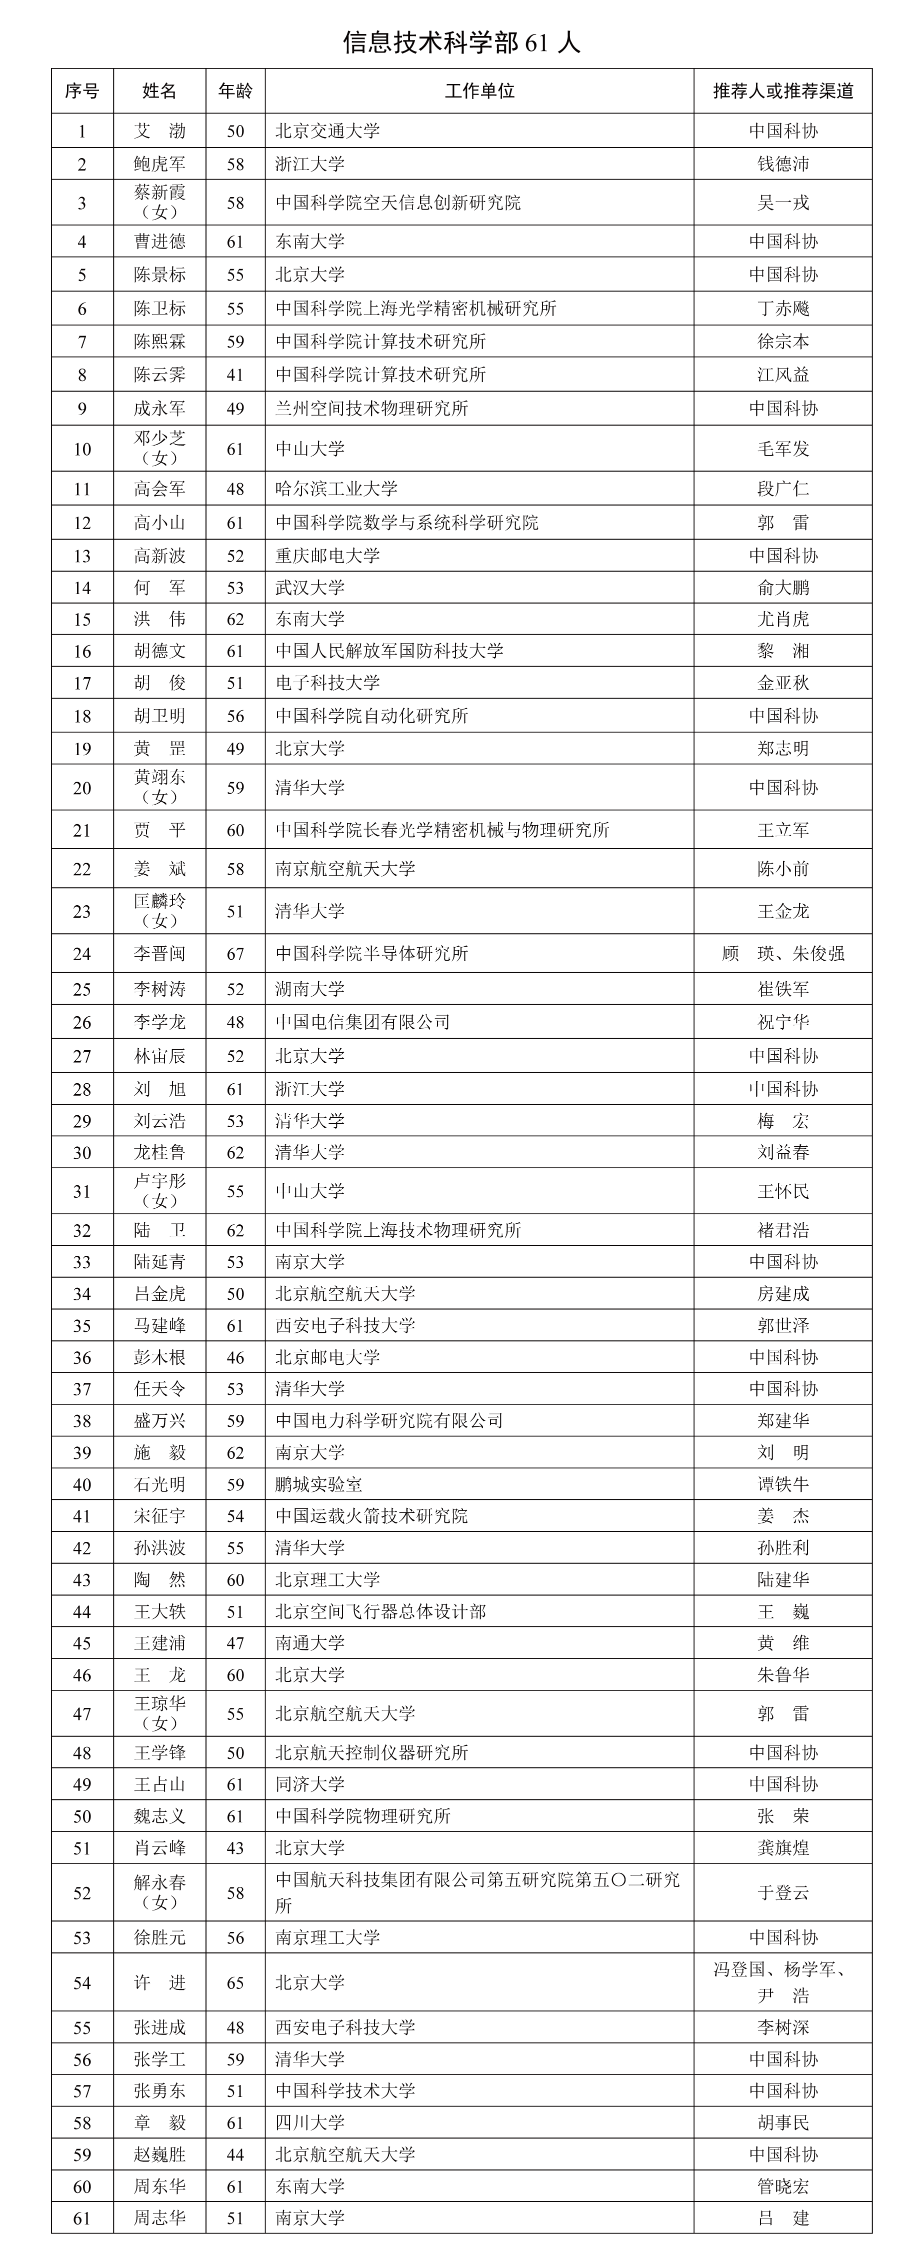 信息技术科学部 61 人
序号 姓名 年龄 工作单位 推荐人或推荐渠道
1 艾　渤 50 北京交通大学 中国科协
2 鲍虎军 58 浙江大学 钱德沛
3 蔡新霞（女） 58 中国科学院空天信息创新研究院 吴一戎
4 曹进德 61 东南大学 中国科协
5 陈景标 55 北京大学 中国科协
6 陈卫标 55 中国科学院上海光学精密机械研究所 丁赤飚
7 陈熙霖 59 中国科学院计算技术研究所 徐宗本
8 陈云霁 41 中国科学院计算技术研究所 江风益
9 成永军 49 兰州空间技术物理研究所 中国科协
10 邓少芝（女） 61 中山大学 毛军发
11 高会军 48 哈尔滨工业大学 段广仁
12 高小山 61 中国科学院数学与系统科学研究院 郭　雷
13 高新波 52 重庆邮电大学 中国科协
14 何　军 53 武汉大学 俞大鹏
15 洪　伟 62 东南大学 尤肖虎
16 胡德文 61 中国人民解放军国防科技大学 黎　湘
17 胡　俊 51 电子科技大学 金亚秋
18 胡卫明 56 中国科学院自动化研究所 中国科协
19 黄　罡 49 北京大学 郑志明
20 黄翊东（女） 59 清华大学 中国科协
21 贾　平 60 中国科学院长春光学精密机械与物理研究所 王立军
22 姜　斌 58 南京航空航天大学 陈小前
23 匡麟玲（女） 51 清华大学 王金龙
24 李晋闽 67 中国科学院半导体研究所 顾　瑛、朱俊强
25 李树涛 52 湖南大学 崔铁军
26 李学龙 48 中国电信集团有限公司 祝宁华
27 林宙辰 52 北京大学 中国科协
28 刘　旭 61 浙江大学 中国科协
29 刘云浩 53 清华大学 梅　宏
30 龙桂鲁 62 清华大学 刘益春
31 卢宇彤（女） 55 中山大学 王怀民
32 陆　卫 62 中国科学院上海技术物理研究所 褚君浩
33 陆延青 53 南京大学 中国科协
34 吕金虎 50 北京航空航天大学 房建成
35 马建峰 61 西安电子科技大学 郭世泽
36 彭木根 46 北京邮电大学 中国科协
37 任天令 53 清华大学 中国科协
38 盛万兴 59 中国电力科学研究院有限公司 郑建华
39 施　毅 62 南京大学 刘　明
40 石光明 59 鹏城实验室 谭铁牛
41 宋征宇 54 中国运载火箭技术研究院 姜　杰
42 孙洪波 55 清华大学 孙胜利
43 陶　然 60 北京理工大学 陆建华
44 王大轶 51 北京空间飞行器总体设计部 王　巍
45 王建浦 47 南通大学 黄　维
46 王　龙 60 北京大学 朱鲁华
47 王琼华（女） 55 北京航空航天大学 郭　雷
48 王学锋 50 北京航天控制仪器研究所 中国科协
49 王占山 61 同济大学 中国科协
50 魏志义 61 中国科学院物理研究所 张　荣
51 肖云峰 43 北京大学 龚旗煌
52 解永春（女） 58 中国航天科技集团有限公司第五研究院第五〇二研究所 于登云
53 徐胜元 56 南京理工大学 中国科协
54 许　进 65 北京大学 冯登国、杨学军、尹　浩
55 张进成 48 西安电子科技大学 李树深
56 张学工 59 清华大学 中国科协
57 张勇东 51 中国科学技术大学 中国科协
58 章　毅 61 四川大学 胡事民
59 赵巍胜 44 北京航空航天大学 中国科协
60 周东华 61 东南大学 管晓宏
61 周志华 51 南京大学 吕　建